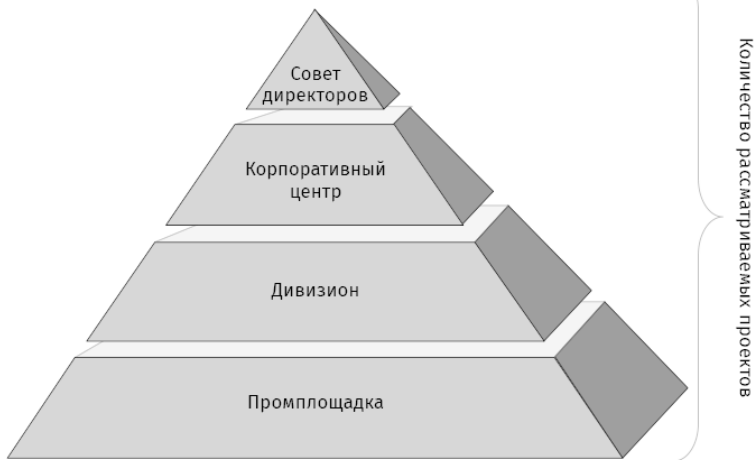 Совет
директоров
Корпоративный
центр
Дивизион
Промплощадка
Количество рассматриваемых проектов